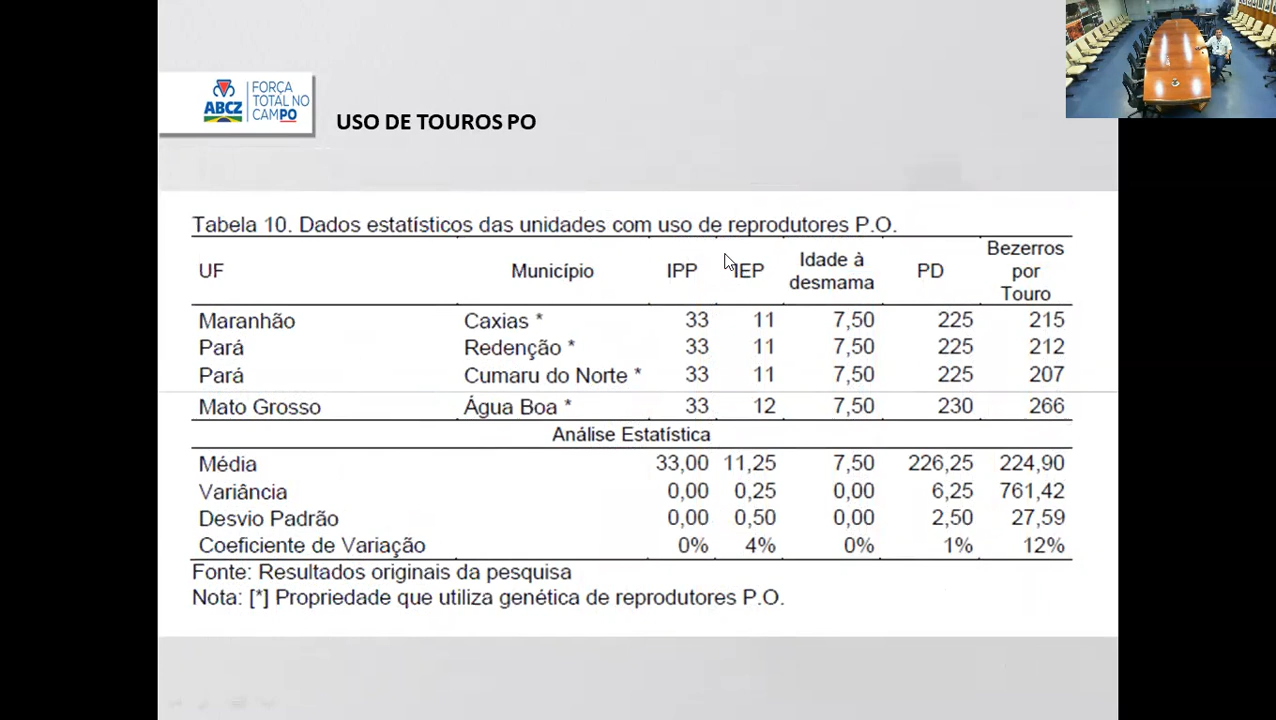 ABCZ
FORÇA
TOTAL NO
CAMPO
USO DE TOUROS PO
Tabela 10. Dados estatísticos das unidades com uso de reprodutores P.O.
UF Município IPP IEP Idade à desmama PD Bezerros por Touro
Maranhão Caxias * 33 11 7,50 225 215
Pará Redenção * 33 11 7,50 225 212
Pará Cumaru do Norte * 33 11 7,50 225 207
Mato Grosso Água Boa * 33 12 7,50 230 266
Análise Estatística
Média 33,00 11,25 7,50 226,25 224,90
Variância 0,00 0,25 0,00 6,25 761,42
Desvio Padrão 0,00 0,50 0,00 2,50 27,59
Coeficiente de Variação 0% 4% 0% 1% 12%
Fonte: Resultados originais da pesquisa
Nota: [*] Propriedade que utiliza genética de reprodutores P.O.